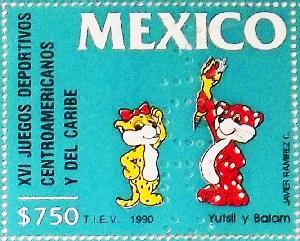 MEXICO
XVI JUEGOS DEPORTIVOS
CENTROAMERICANOS
Y DEL CARIBE
$750
T.I.E.V. 1990
Yutsil y Balam
JAVIER RAMIREZ C.